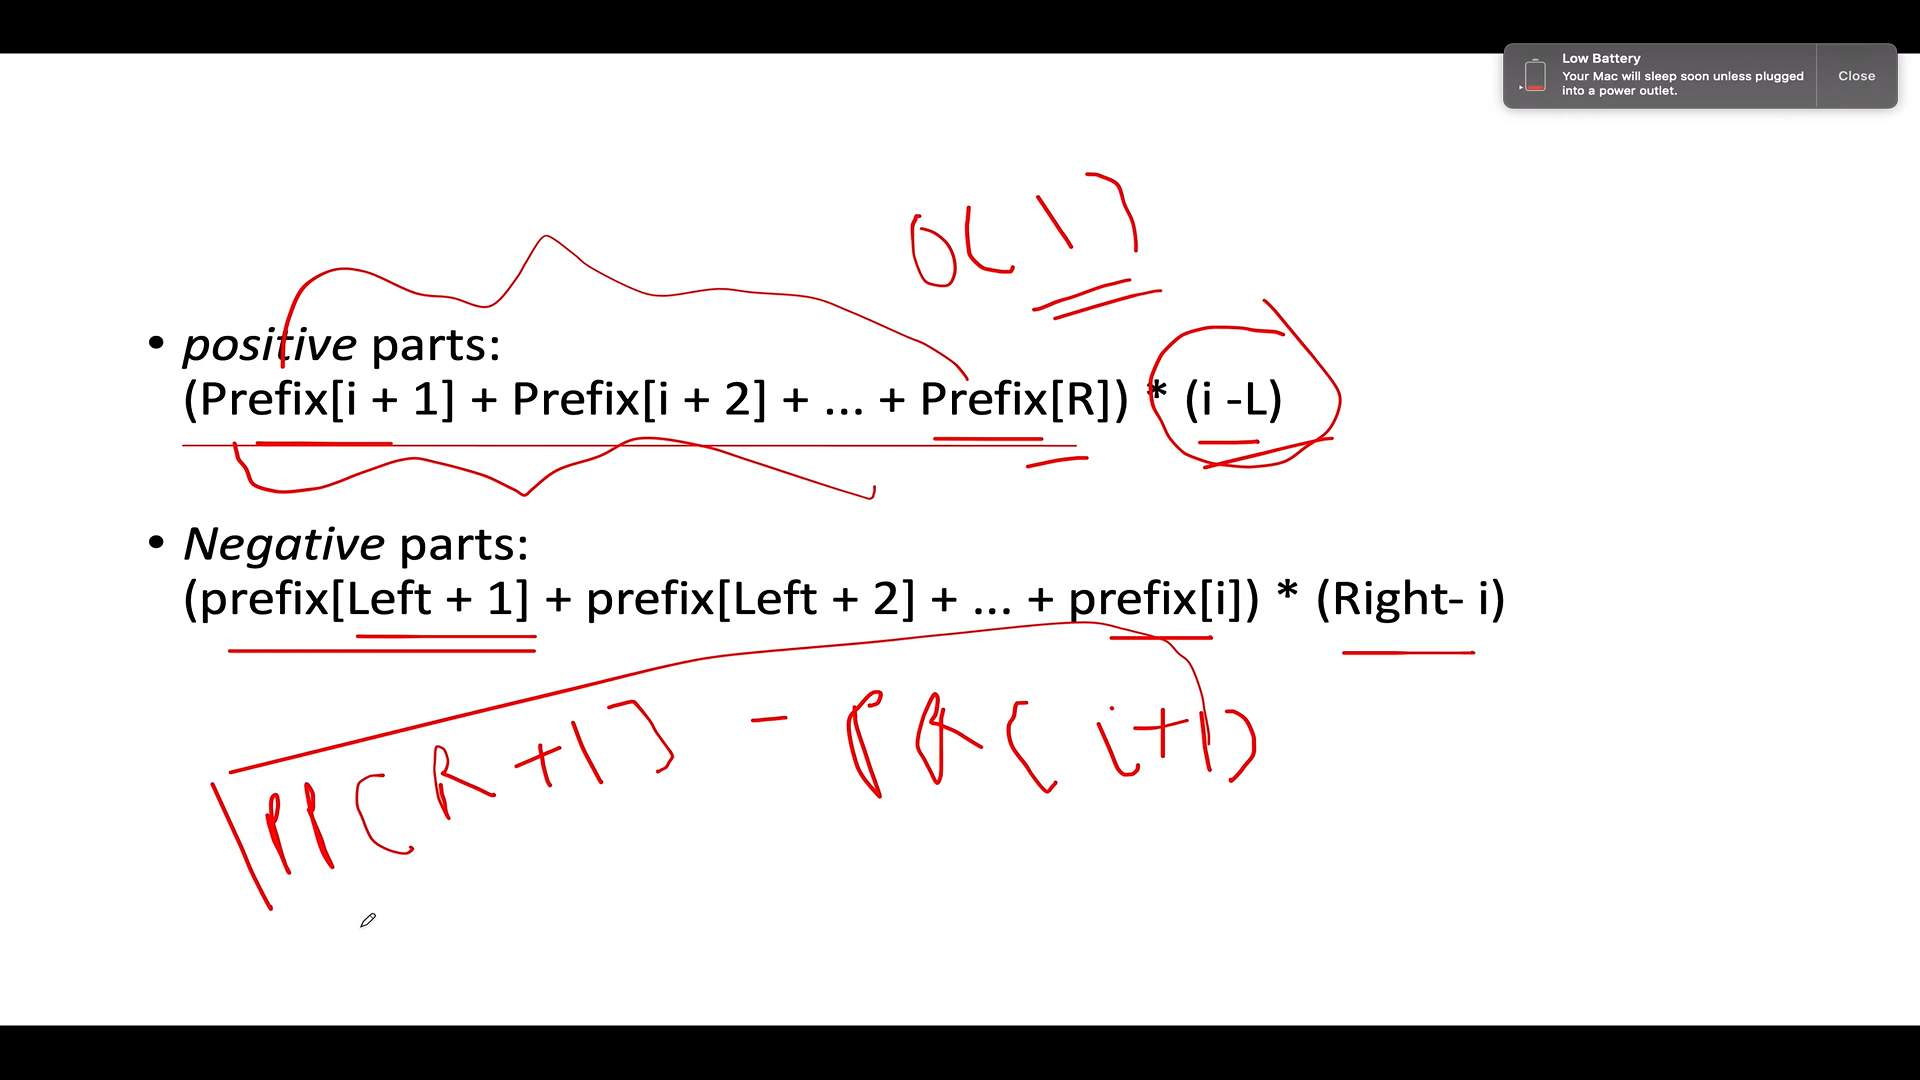 Low Battery
Your Mac will sleep soon unless plugged
into a power outlet.
Close
O(1)
• positive parts:
(Prefix[i + 1] + Prefix[i + 2] + ... + Prefix[R]) * (i -L)
• Negative parts:
(prefix[Left + 1] + prefix[Left + 2] + ... + prefix[i]) * (Right- i)
PP[R+1] - PR[i+1]